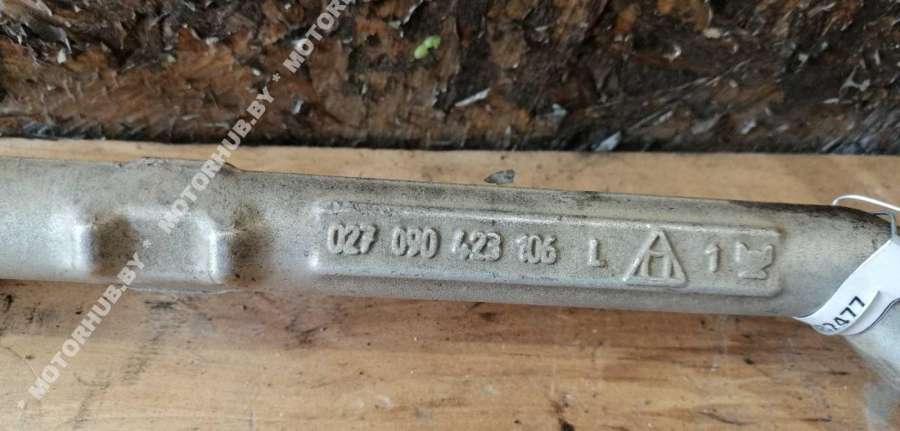 * MOTORHUB.BY * MOTORHUB.BY * MOTORHUB.BY *
027 090 423 106 L 1